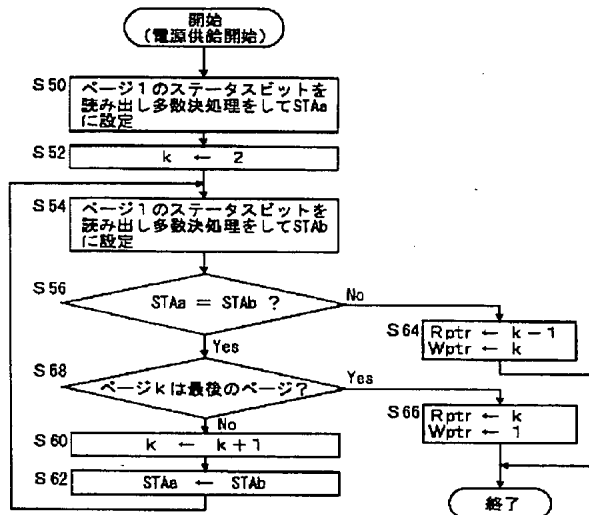 開始
(電源供給開始)
S50
ページ1のステータスビットを
読み出し多数決処理をしてSTAa
に設定
S52
k ← 2
S54
ページ1のステータスビットを
読み出し多数決処理をしてSTAb
に設定
S56
STAa = STAb ?
No
S64
Rptr ← k-1
Wptr ← k
Yes
S68
ページkは最後のページ?
Yes
S66
Rptr ← k
Wptr ← 1
No
S60
k ← k+1
S62
STAa ← STAb
終了